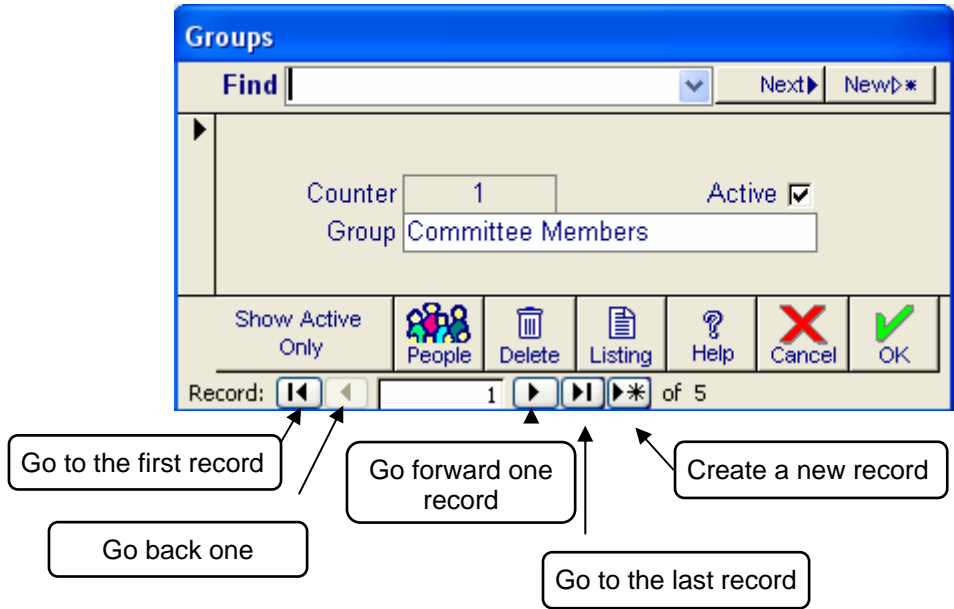 Groups
Find Next New
Counter 1 Active
Group Committee Members
Show Active
Only
People Delete Listing Help Cancel OK
Record: 1 of 5
Go to the first record
Go forward one
record
Create a new record
Go back one
Go to the last record